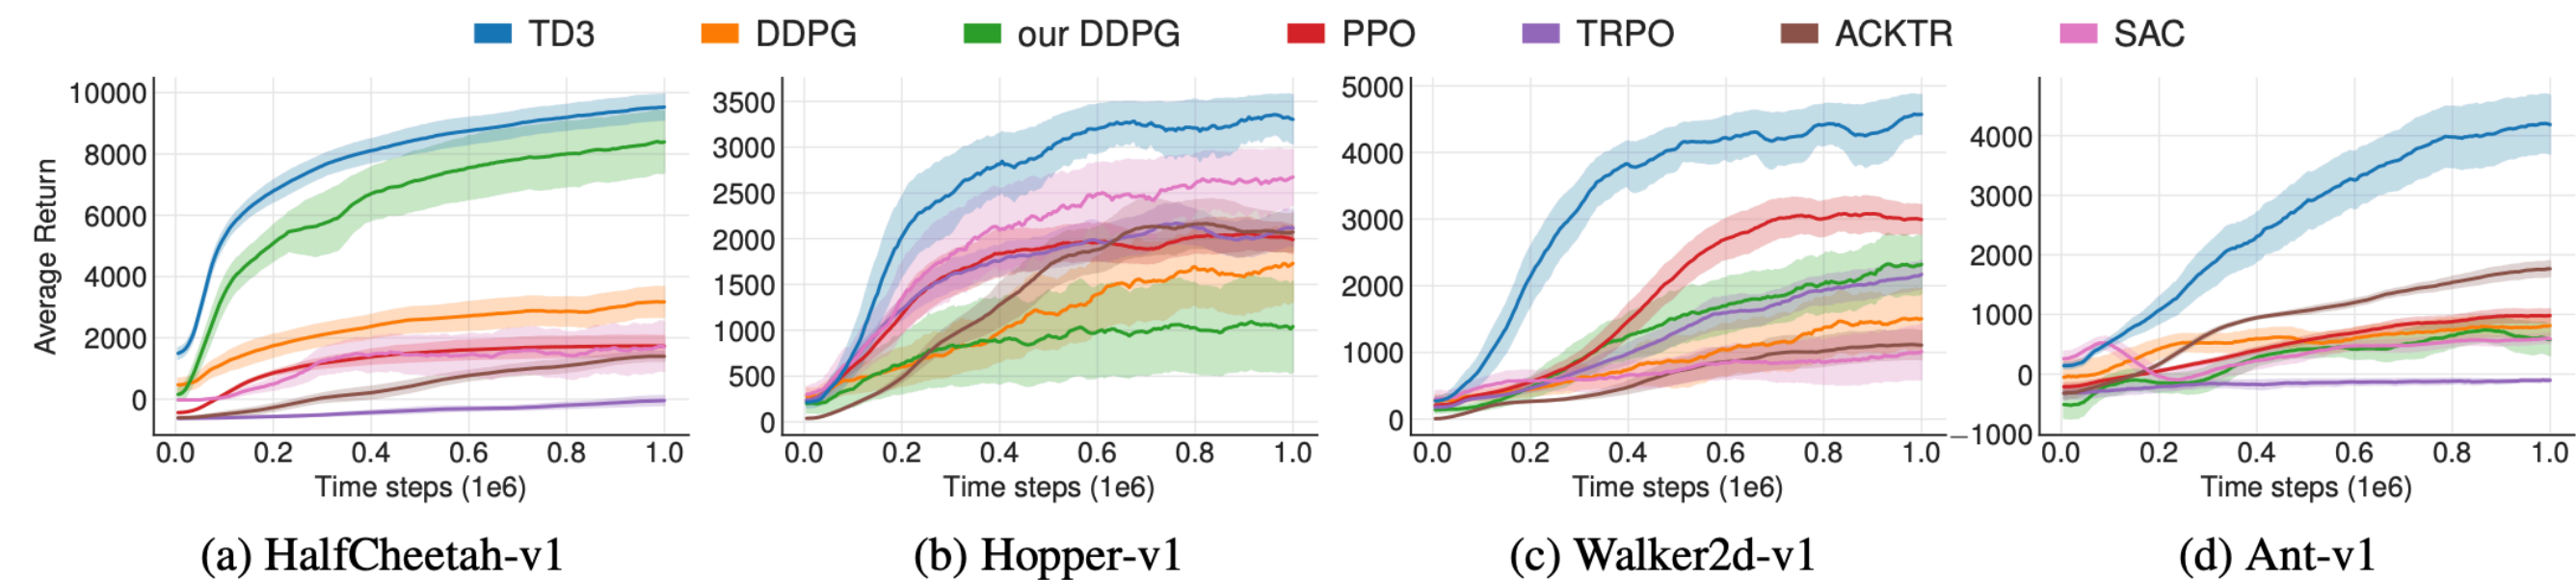 TD3 DDPG our DDPG PPO TRPO ACKTR SAC
Average Return
10000
8000
6000
4000
2000
0
0.0 0.2 0.4 0.6 0.8 1.0
Time steps (1e6)
(a) HalfCheetah-v1
3500
3000
2500
2000
1500
1000
500
0
0.0 0.2 0.4 0.6 0.8 1.0
Time steps (1e6)
(b) Hopper-v1
5000
4000
3000
2000
1000
0
0.0 0.2 0.4 0.6 0.8 1.0
Time steps (1e6)
(c) Walker2d-v1
4000
3000
2000
1000
0
−1000
0.0 0.2 0.4 0.6 0.8 1.0
Time steps (1e6)
(d) Ant-v1